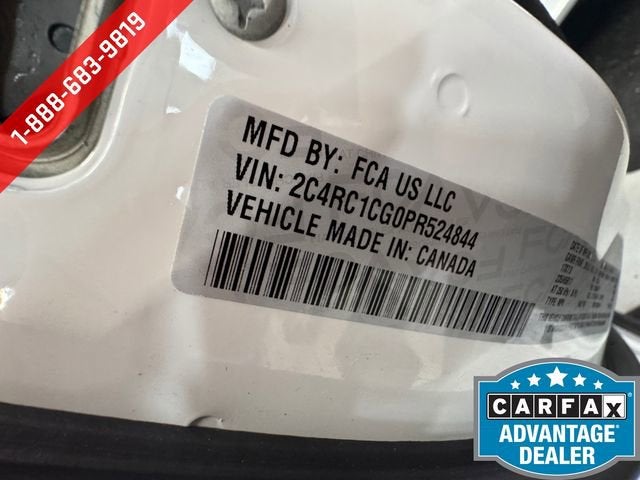 1-888-683-9819
MFD BY: FCA US LLC
VIN: 2C4RC1CG0PR524844
VEHICLE MADE IN: CANADA
CARFAX
ADVANTAGE
DEALER